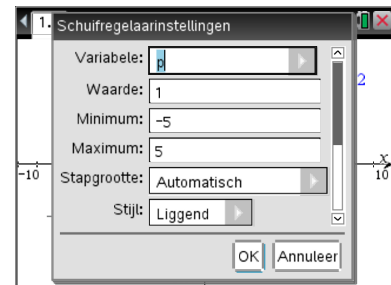 1.
Schuifregelaarinstellingen
Variabele: p
Waarde: 1
Minimum: -5
Maximum: 5
Stapgrootte: Automatisch
Stijl: Liggend
OK Annuleer
2
x
-10
10